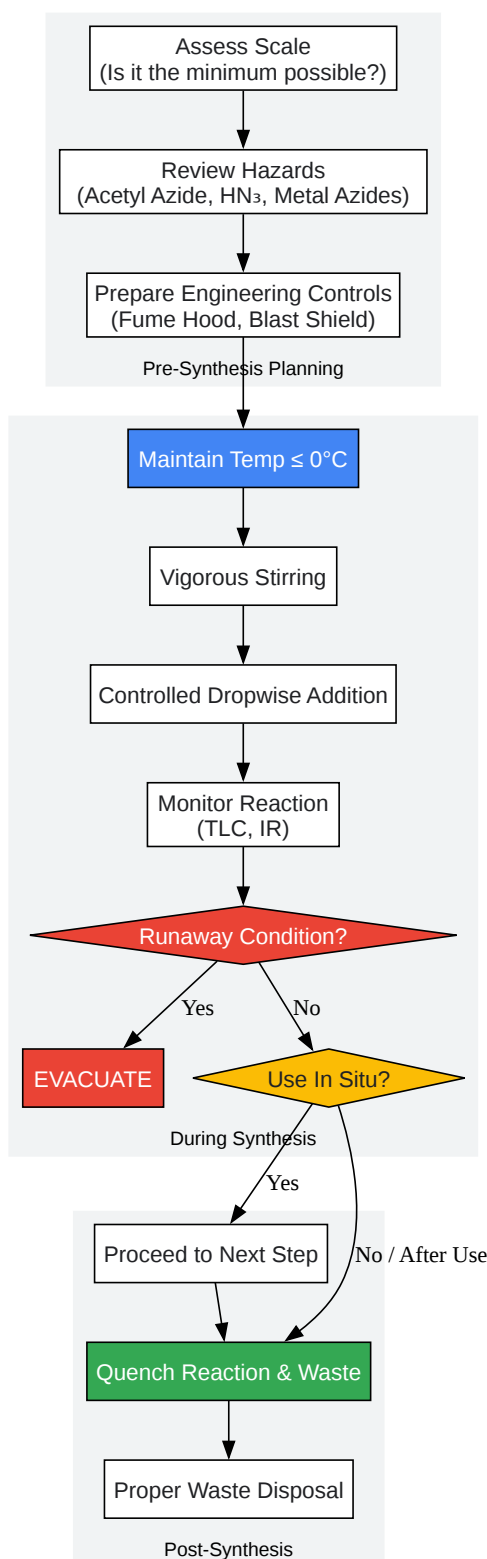 Assess Scale
(Is it the minimum possible?)
Review Hazards
(Acetyl Azide, HN₃, Metal Azides)
Prepare Engineering Controls
(Fume Hood, Blast Shield)
Pre-Synthesis Planning
Maintain Temp ≤ 0°C
Vigorous Stirring
Controlled Dropwise Addition
Monitor Reaction
(TLC, IR)
Runaway Condition?
Yes
No
EVACUATE
Use In Situ?
During Synthesis
Yes
Proceed to Next Step
No / After Use
Quench Reaction & Waste
Proper Waste Disposal
Post-Synthesis